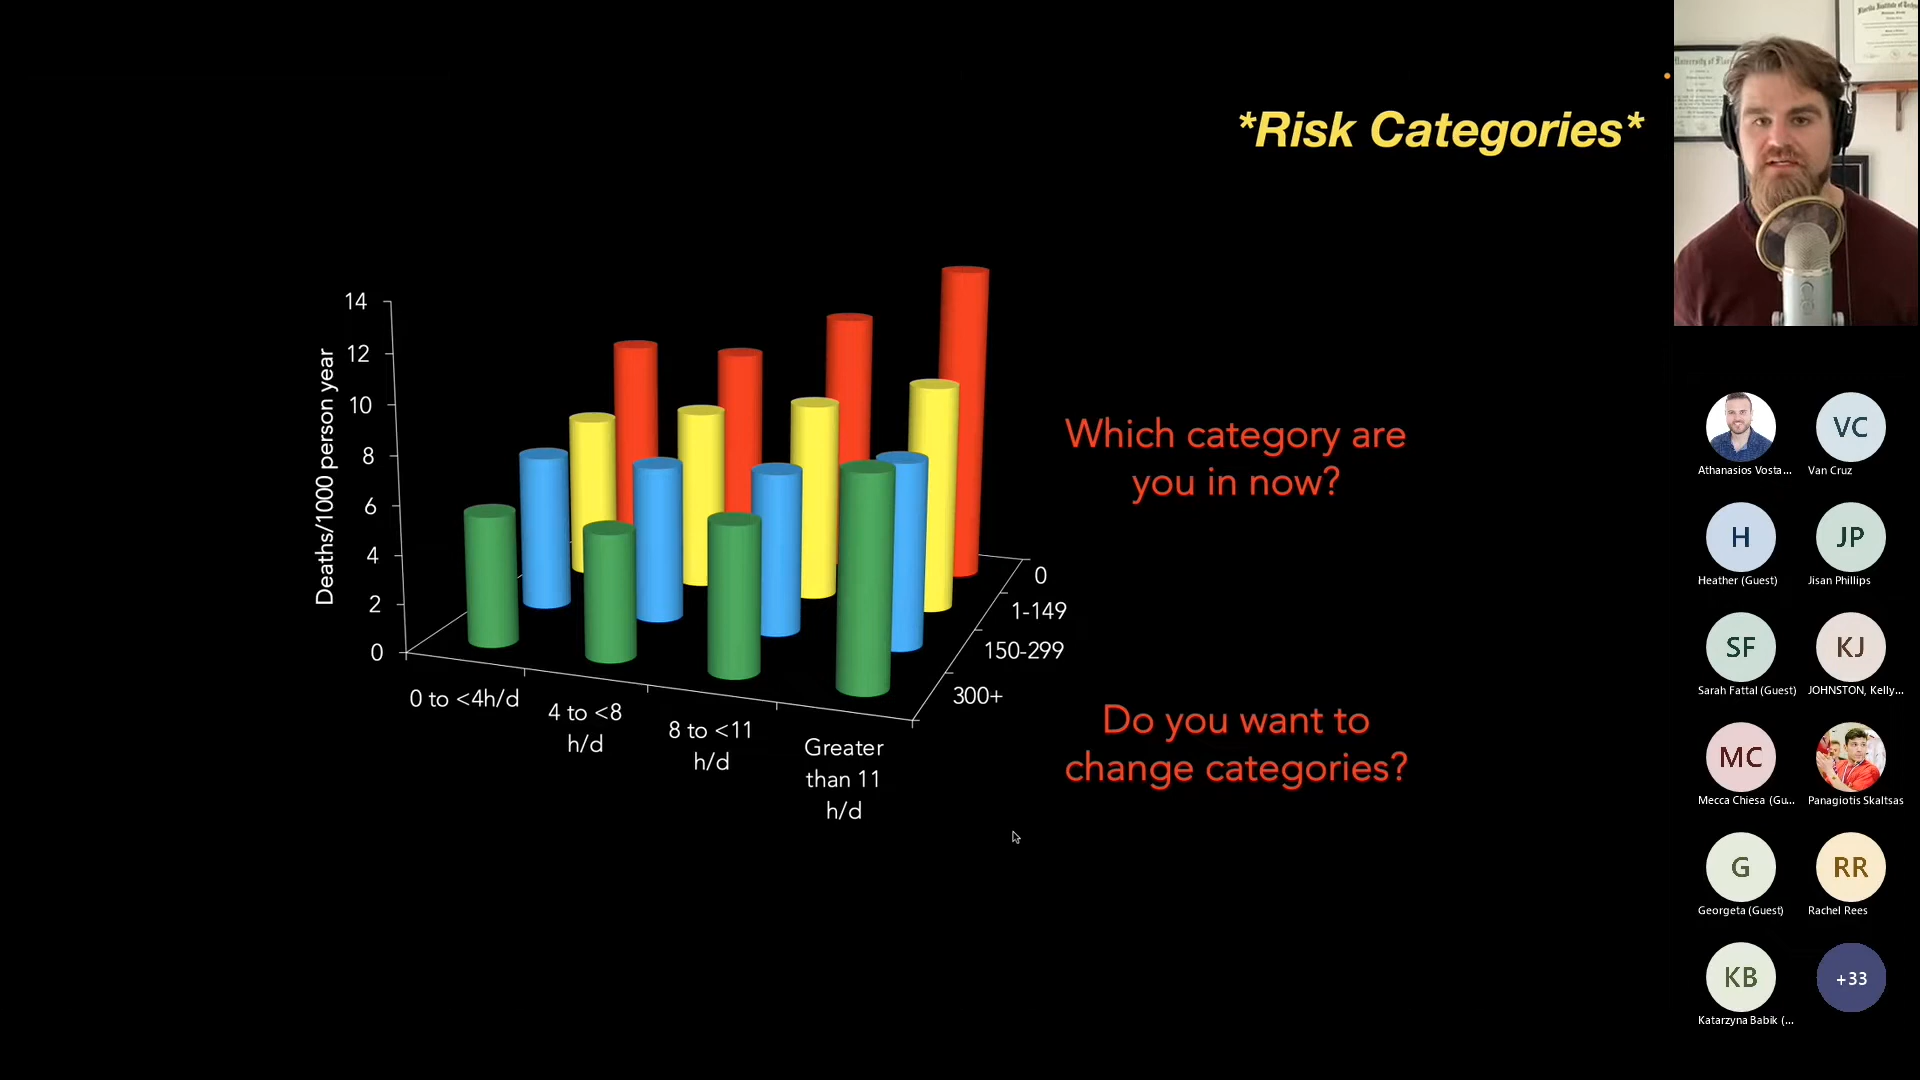 *Risk Categories*
14
12
10
8
6
4
2
0
Deaths/1000 person year
0 to <4h/d
4 to <8
h/d
8 to <11
h/d
Greater
than 11
h/d
0
1-149
150-299
300+
Which category are
you in now?
Do you want to
change categories?
Athanasios Vosta...
VC
Van Cruz
H
Heather (Guest)
JP
Jisan Phillips
SF
Sarah Fattal (Guest)
KJ
JOHNSTON, Kelly...
MC
Mecca Chiesa (Gu...
Panagiotis Skaltsas
G
Georgeta (Guest)
RR
Rachel Rees
KB
Katarzyna Babik (...
+33